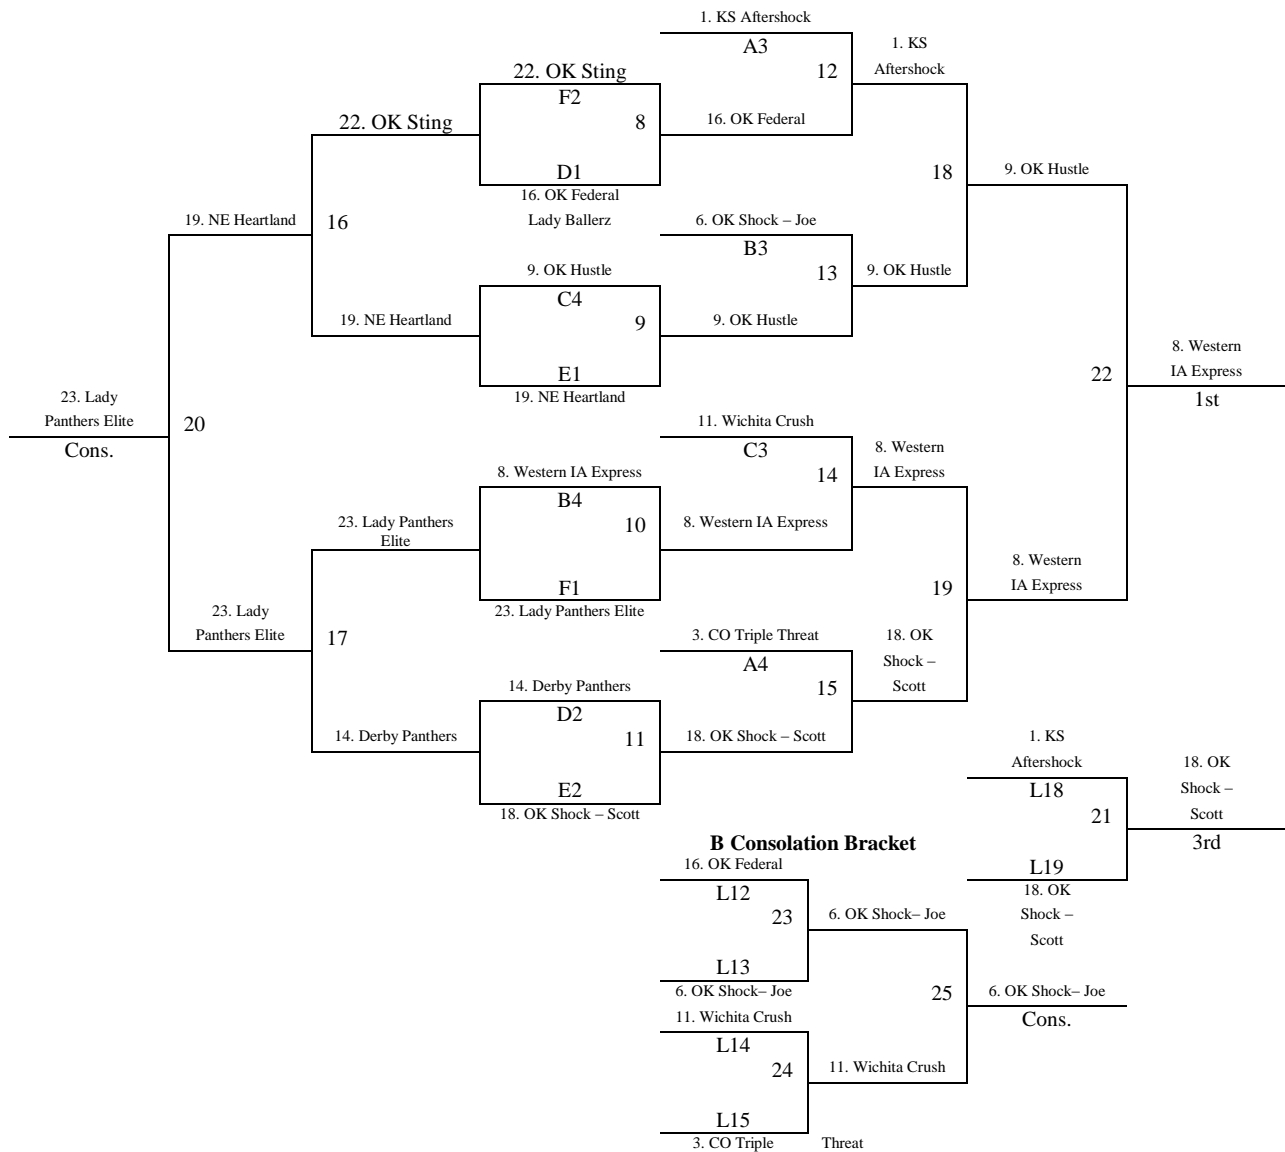 1. KS Aftershock
A3
12
1. KS
Aftershock
22. OK Sting
F2
8
22. OK Sting
16. OK Federal
D1
16. OK Federal
Lady Ballerz
18
9. OK Hustle
19. NE Heartland
16
6. OK Shock – Joe
B3
13
9. OK Hustle
9. OK Hustle
C4
9
19. NE Heartland
9. OK Hustle
E1
19. NE Heartland
22
8. Western
IA Express
1st
23. Lady
Panthers Elite
Cons.
20
11. Wichita Crush
C3
14
8. Western
IA Express
8. Western IA Express
B4
10
23. Lady Panthers
Elite
8. Western IA Express
F1
23. Lady Panthers Elite
19
8. Western
IA Express
23. Lady
Panthers Elite
17
3. CO Triple Threat
A4
15
18. OK
Shock –
Scott
14. Derby Panthers
D2
11
14. Derby Panthers
18. OK Shock – Scott
E2
18. OK Shock – Scott
1. KS
Aftershock
L18
21
18. OK
Shock –
Scott
3rd
L19
18. OK
Shock –
Scott
B Consolation Bracket
16. OK Federal
L12
23
6. OK Shock– Joe
L13
6. OK Shock– Joe
25
6. OK Shock– Joe
Cons.
11. Wichita Crush
L14
24
11. Wichita Crush
L15
3. CO Triple Threat